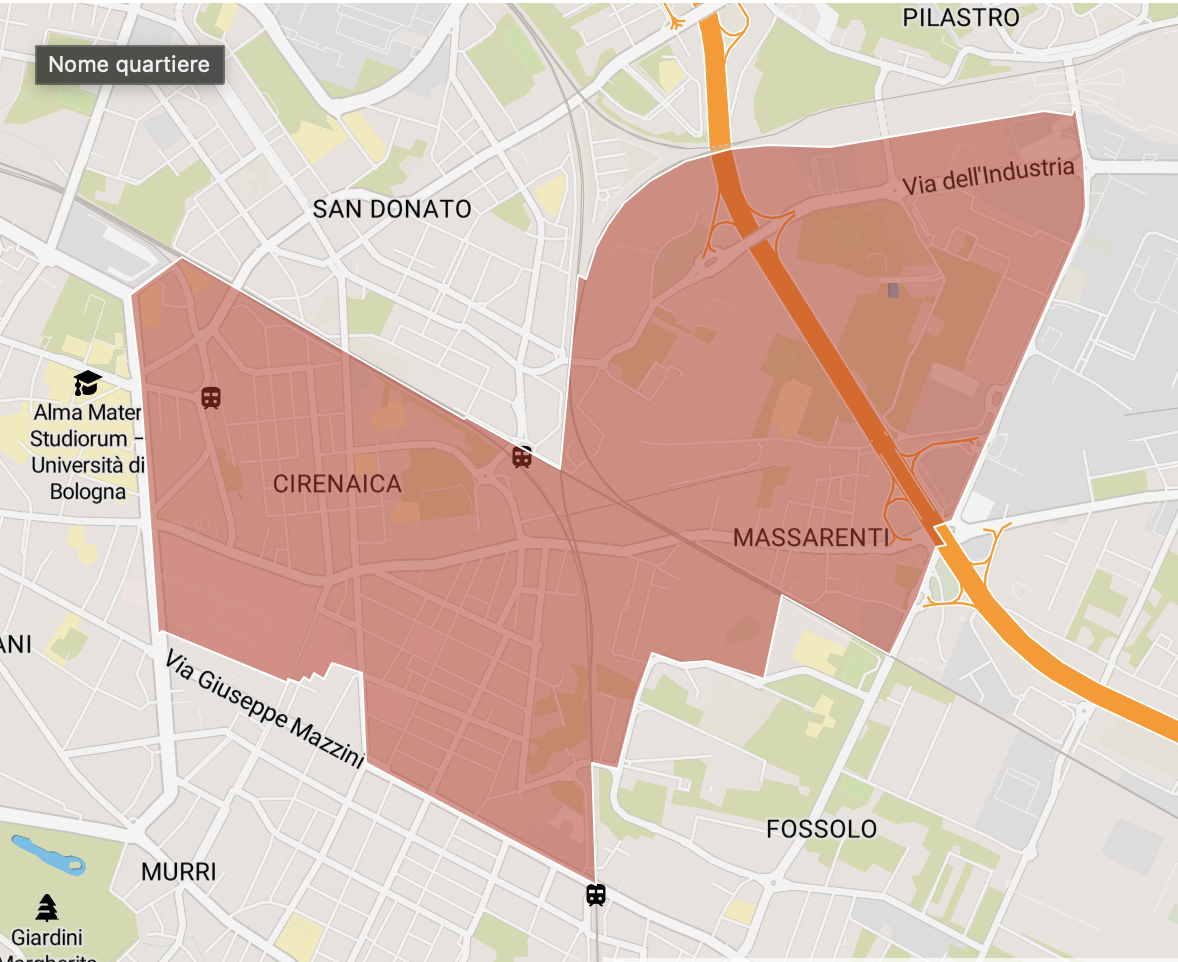 PILASTRO
Nome quartiere
Via dell'Industria
SAN DONATO
Alma Mater
Studiorum –
Università di
Bologna
CIRENAICA
MASSARENTI
ANI
Via Giuseppe Mazzini
FOSSOLO
MURRI
Giardini
Margherita